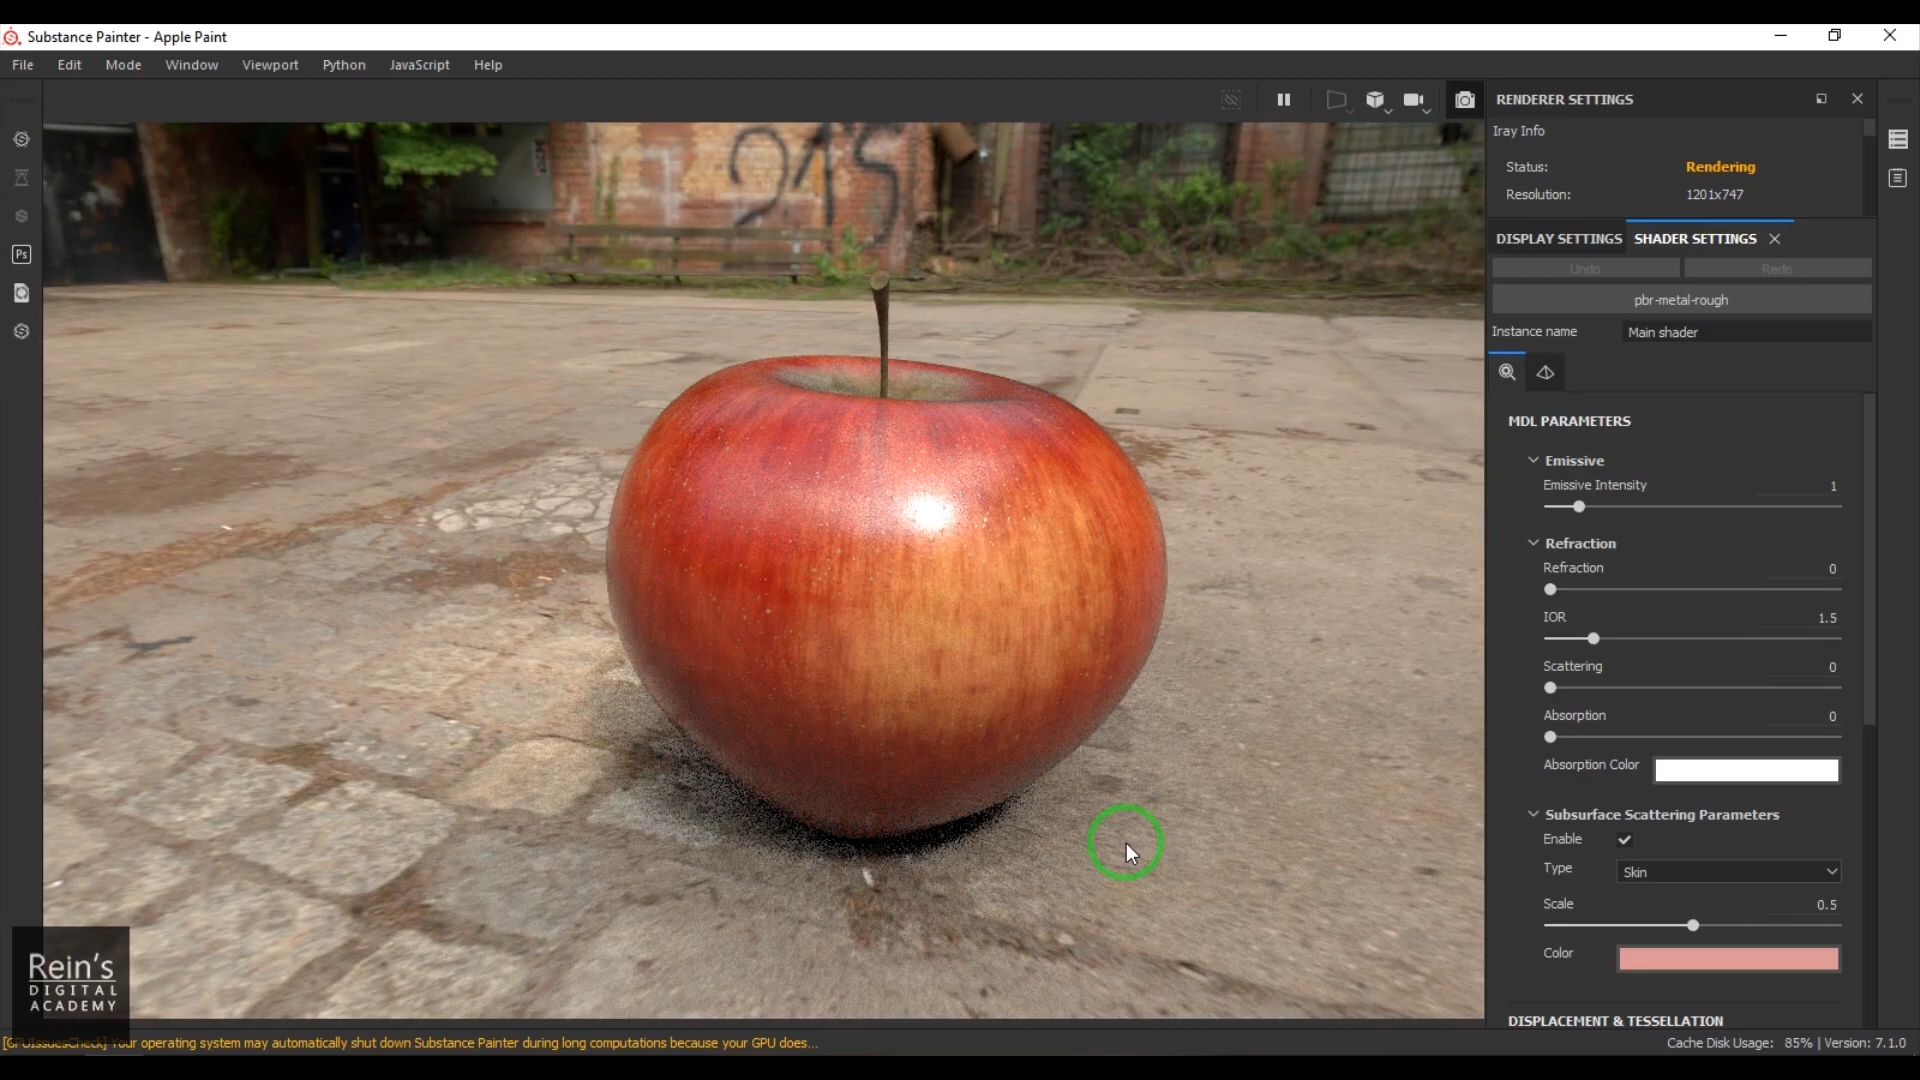 Substance Painter - Apple Paint
File Edit Mode Window Viewport Python JavaScript Help
RENDERER SETTINGS
Iray Info
Status: Rendering
Resolution: 1201x747
DISPLAY SETTINGS SHADER SETTINGS
Undo Redo
pbr-metal-rough
Instance name Main shader
MDL PARAMETERS
Emissive
Emissive Intensity 1
Refraction
Refraction 0
IOR 1.5
Scattering 0
Absorption 0
Absorption Color
Subsurface Scattering Parameters
Enable
Type Skin
Scale 0.5
Color
DISPLACEMENT & TESSELLATION
Ps
215
Rein's
DIGITAL
ACADEMY
[GPUIssuesCheck] Your operating system may automatically shut down Substance Painter during long computations because your GPU does...
Cache Disk Usage: 85% | Version: 7.1.0